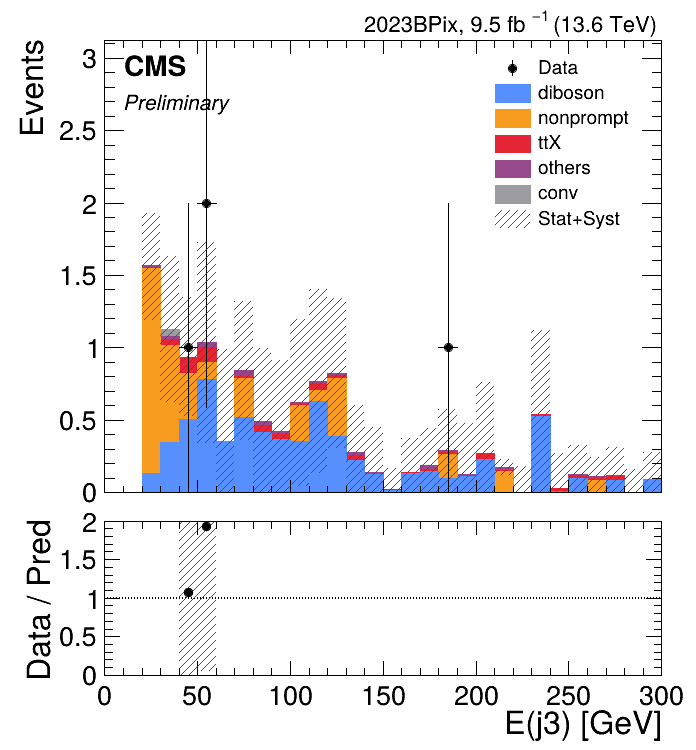 2023BPix, 9.5 fb⁻¹ (13.6 TeV)
CMS
Preliminary
Events
3
2.5
2
1.5
1
0.5
0
Data
diboson
nonprompt
ttX
others
conv
Stat+Syst
Data / Pred
2
1.5
1
0.5
0
0 50 100 150 200 250 300
E(j3) [GeV]